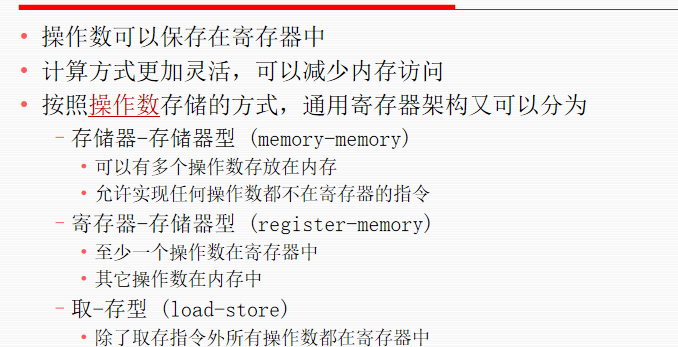 • 操作数可以保存在寄存器中
• 计算方式更加灵活，可以减少内存访问
• 按照操作数存储的方式，通用寄存器架构又可以分为
– 存储器-存储器型 (memory-memory)
• 可以有多个操作数存放在内存
• 允许实现任何操作数都不在寄存器的指令
– 寄存器-存储器型 (register-memory)
• 至少一个操作数在寄存器中
• 其它操作数在内存中
– 取-存型 (load-store)
• 除了取存指令外所有操作数都在寄存器中